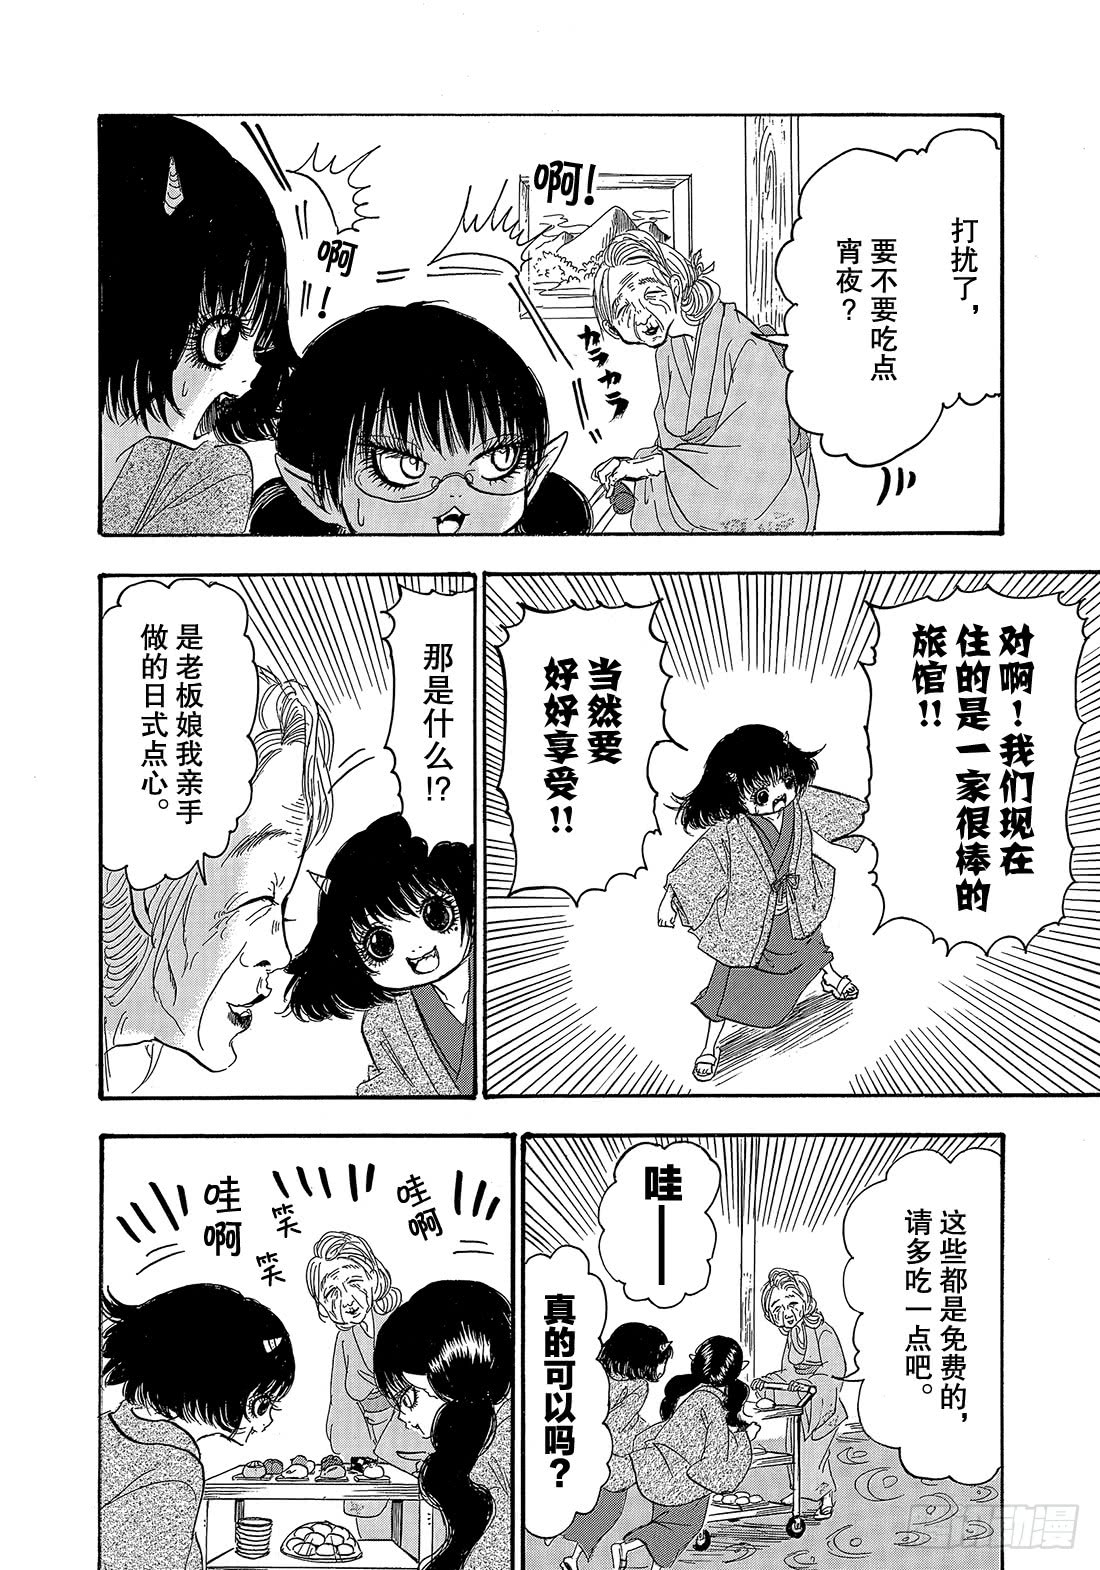 打扰了，
要不要吃点
宵夜？
啊！
啊！
カラカラ
对啊！我们现在
住的是一家很棒的
旅馆！！
当然要
好好享受！！
那是什么！？
是老板娘我亲手
做的日式点心。
这些都是免费的，
请多吃一点吧。
哇——
真的可以吗？
哇啊
笑
笑
哇啊